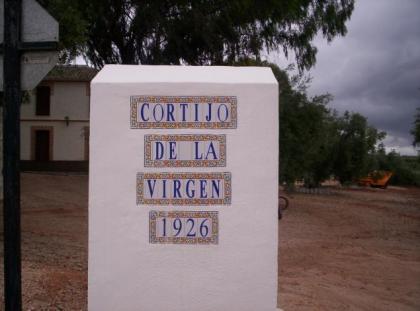 CORTIJO
DE LA
VIRGEN
1926